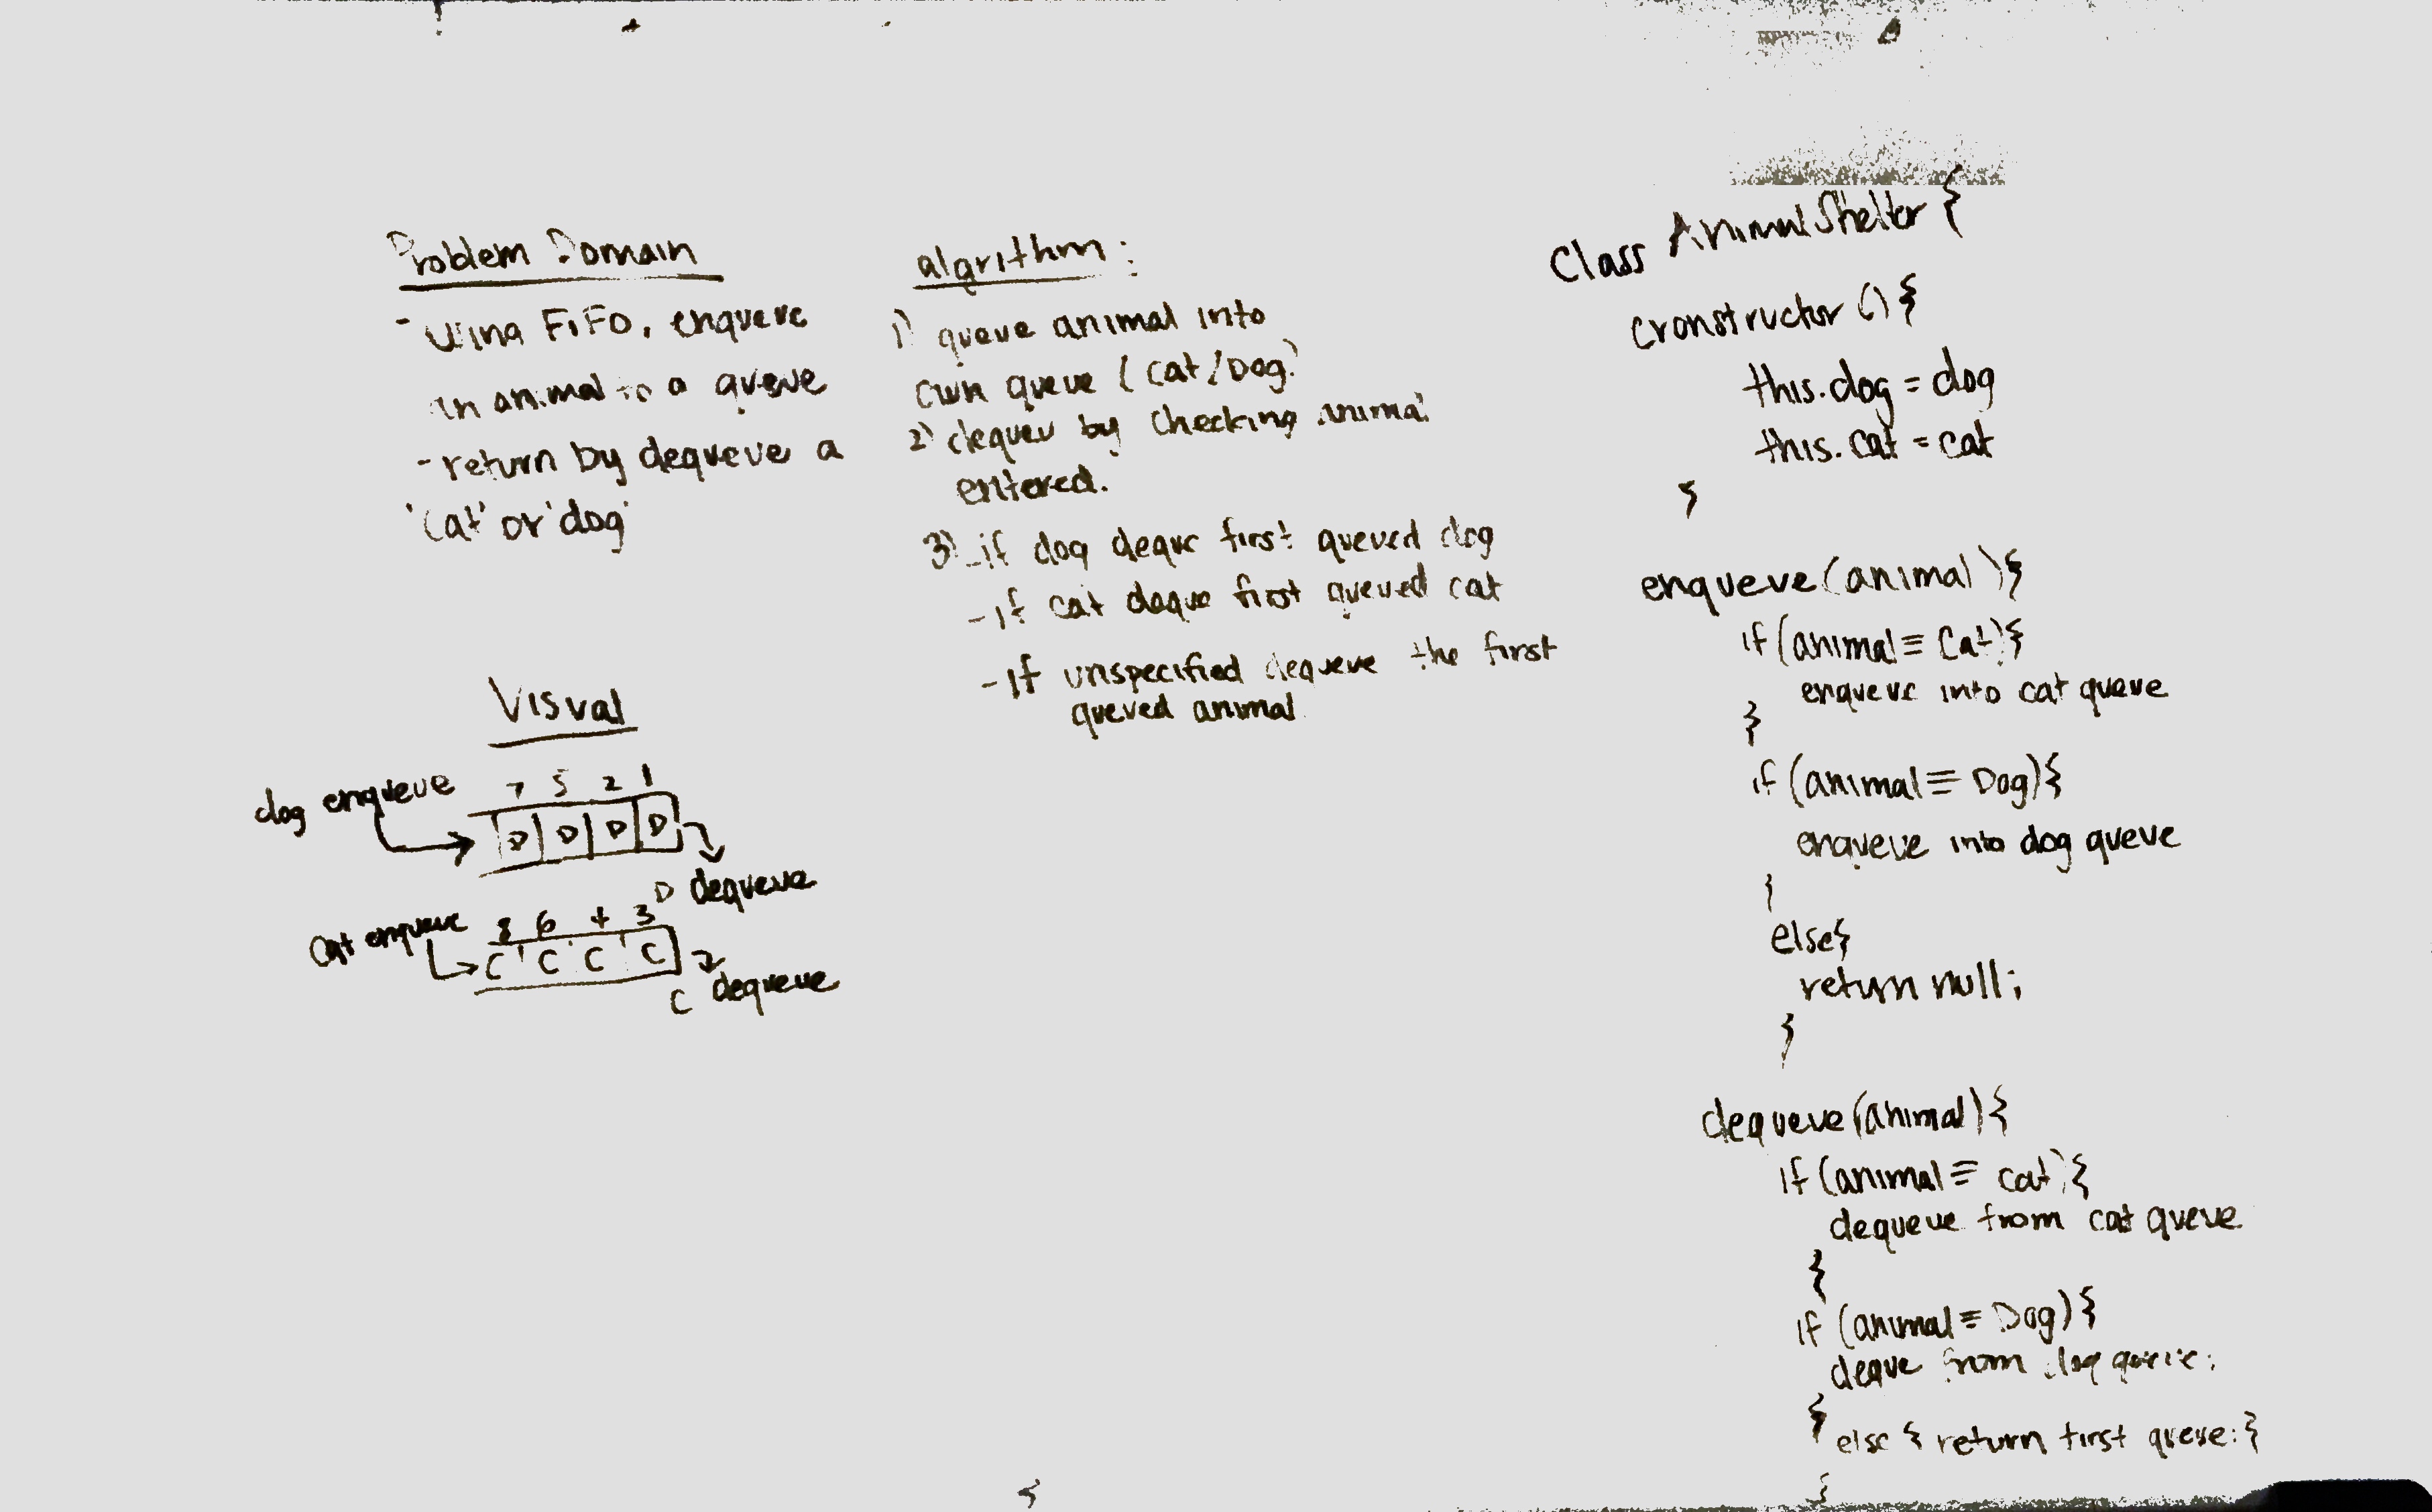 Problem Domain
- Using FiFo, enqueue
an animal to a queue
- return by dequeue a
'Cat' or 'dog'
Visual
dog enqueue 7 5 2 1
D D D D
D dequeue
Cat enqueue 8 6 4 3
C C C C
C dequeue
algrithm:
1) queue animal into
own queue (Cat/Dog)
2) dequeu by checking animal
entered.
3) - if dog deque first queued dog
- if cat deque first queued cat
- If unspecified dequeue the first
queued animal
Class AnimalShelter {
cronstructor () {
this.dog = dog
this.cat = cat
}
enqueue (animal) {
if (animal === Cat) {
enqueue into cat queue
}
if (animal === Dog) {
enqueue into dog queue
}
else {
return null;
}
dequeue (animal) {
if (animal === cat) {
dequeue from cat queue
}
if (animal === Dog) {
deque from dog queue;
}
else { return first queue; }
}